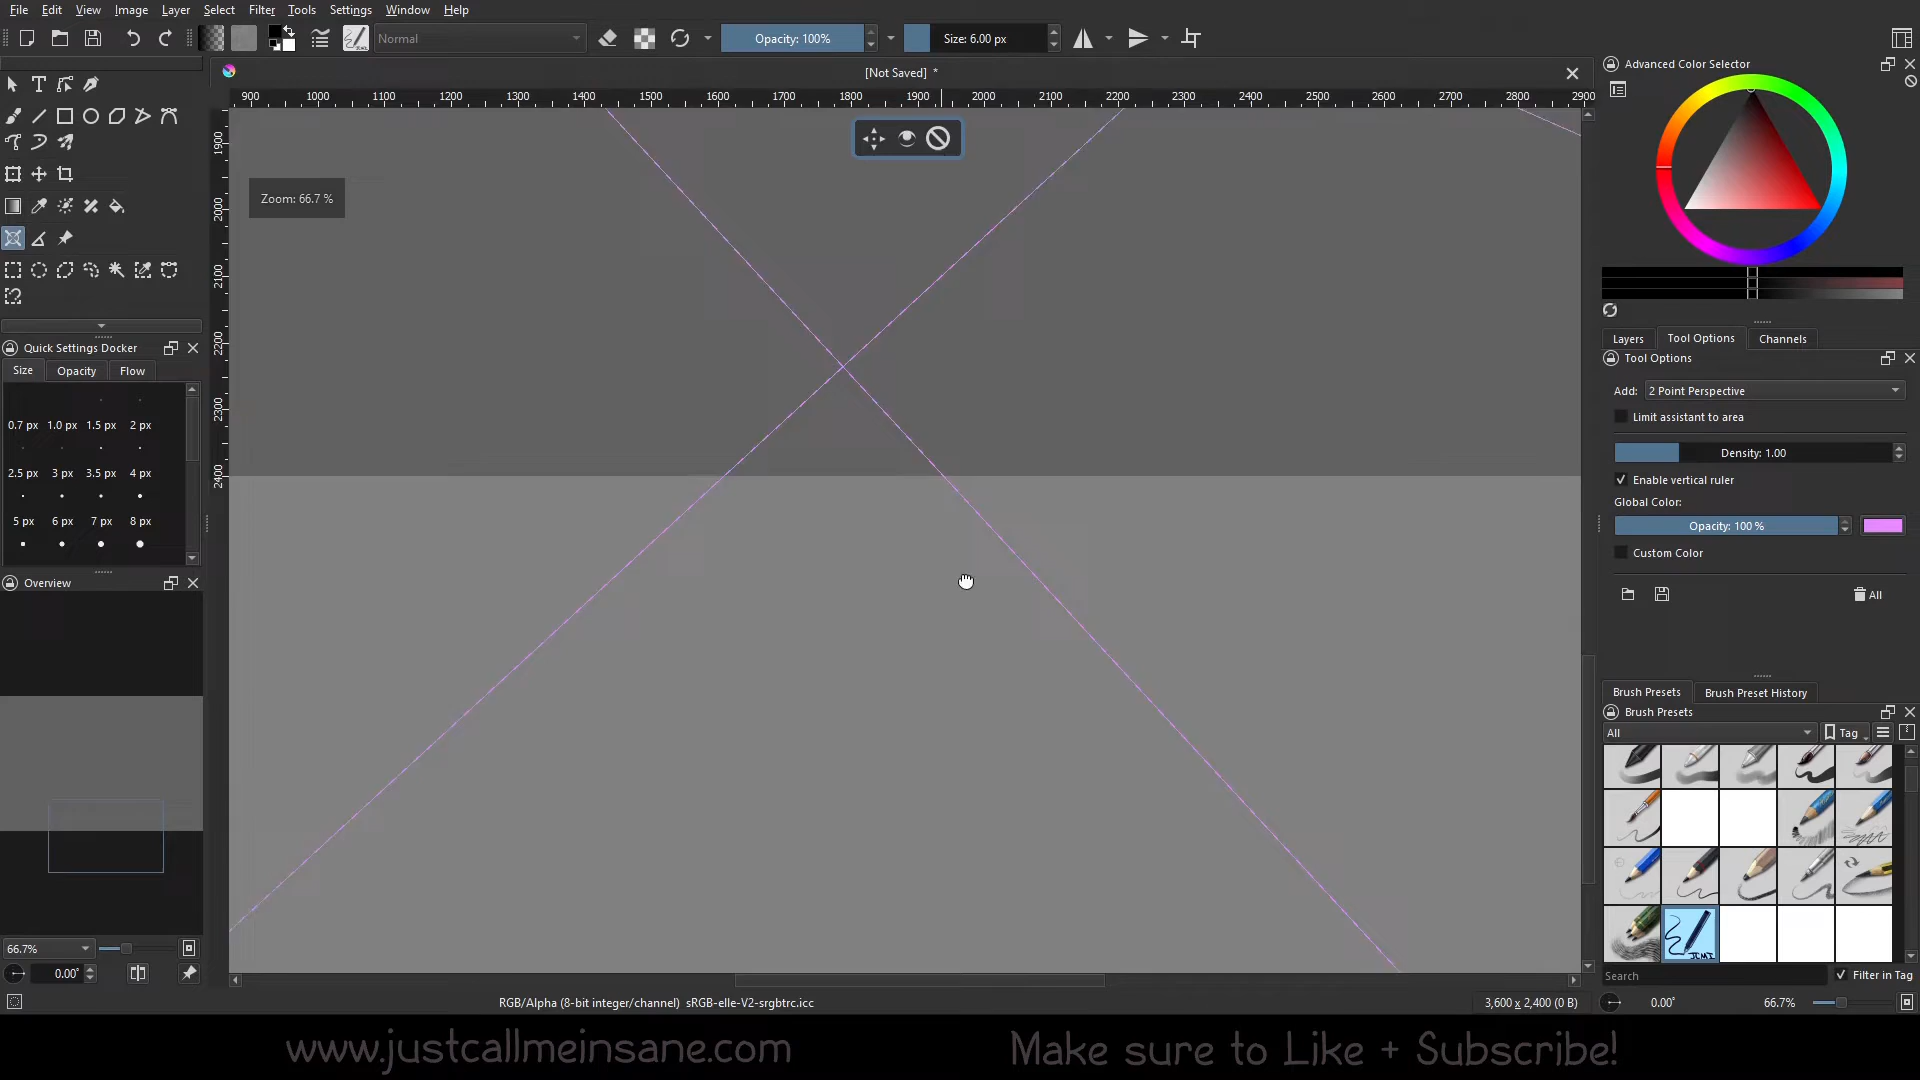 File Edit View Image Layer Select Filter Tools Settings Window Help
Normal
Opacity: 100%
Size: 6.00 px
[Not Saved] *
Advanced Color Selector
900 1000 1100 1200 1300 1400 1500 1600 1700 1800 1900 2000 2100 2200 2300 2400 2500 2600 2700 2800 2900
1900
2000
2100
2200
2300
2400
Zoom: 66.7 %
Quick Settings Docker
Size Opacity Flow
0.7 px 1.0 px 1.5 px 2 px
2.5 px 3 px 3.5 px 4 px
5 px 6 px 7 px 8 px
Overview
66.7%
0.00°
Layers Tool Options Channels
Tool Options
Add: 2 Point Perspective
Limit assistant to area
Density: 1.00
Enable vertical ruler
Global Color:
Opacity: 100 %
Custom Color
All
Brush Presets Brush Preset History
Brush Presets
All Tag
JCMI
Search Filter in Tag
RGB/Alpha (8-bit integer/channel) sRGB-elle-V2-srgbtrc.icc
3,600 x 2,400 (0 B)
0.00°
66.7%
www.justcallmeinsane.com
Make sure to Like + Subscribe!